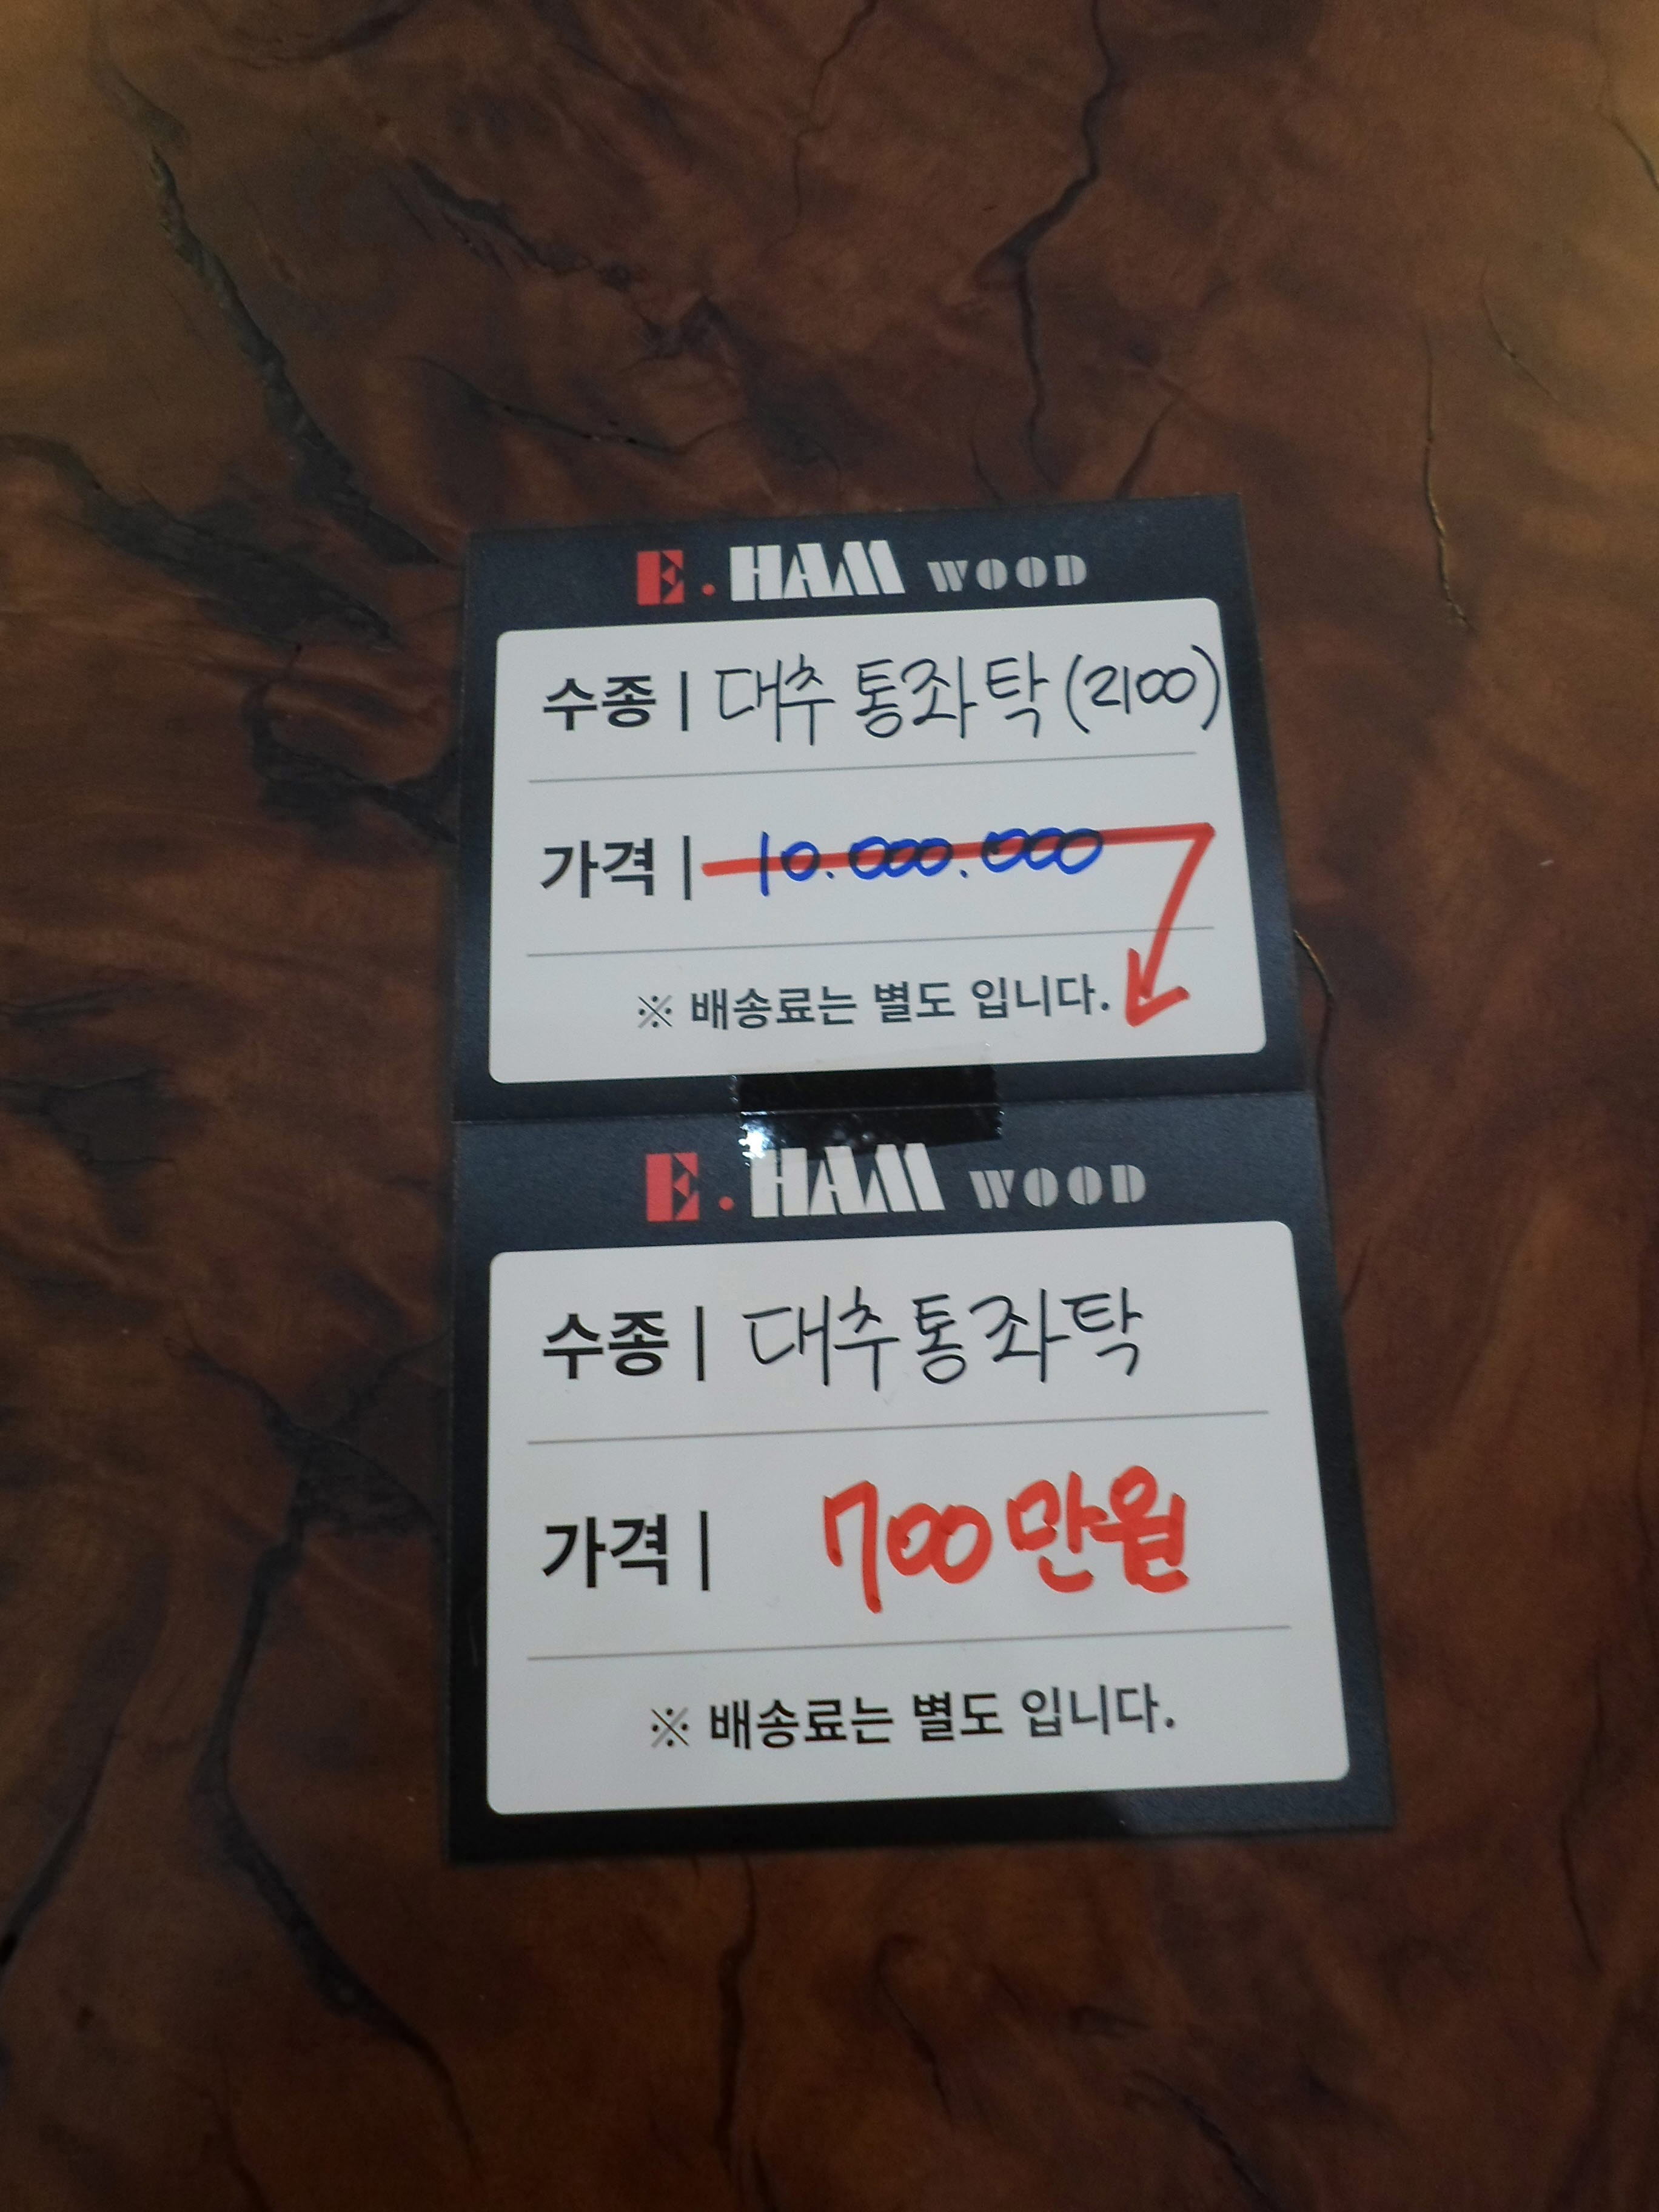 E. HAM WOOD
수종 | 대추 통좌탁 (2100)
가격 | 10.000.000
※ 배송료는 별도 입니다.
E. HAM WOOD
수종 | 대추통좌탁
가격 | 700만원
※ 배송료는 별도 입니다.